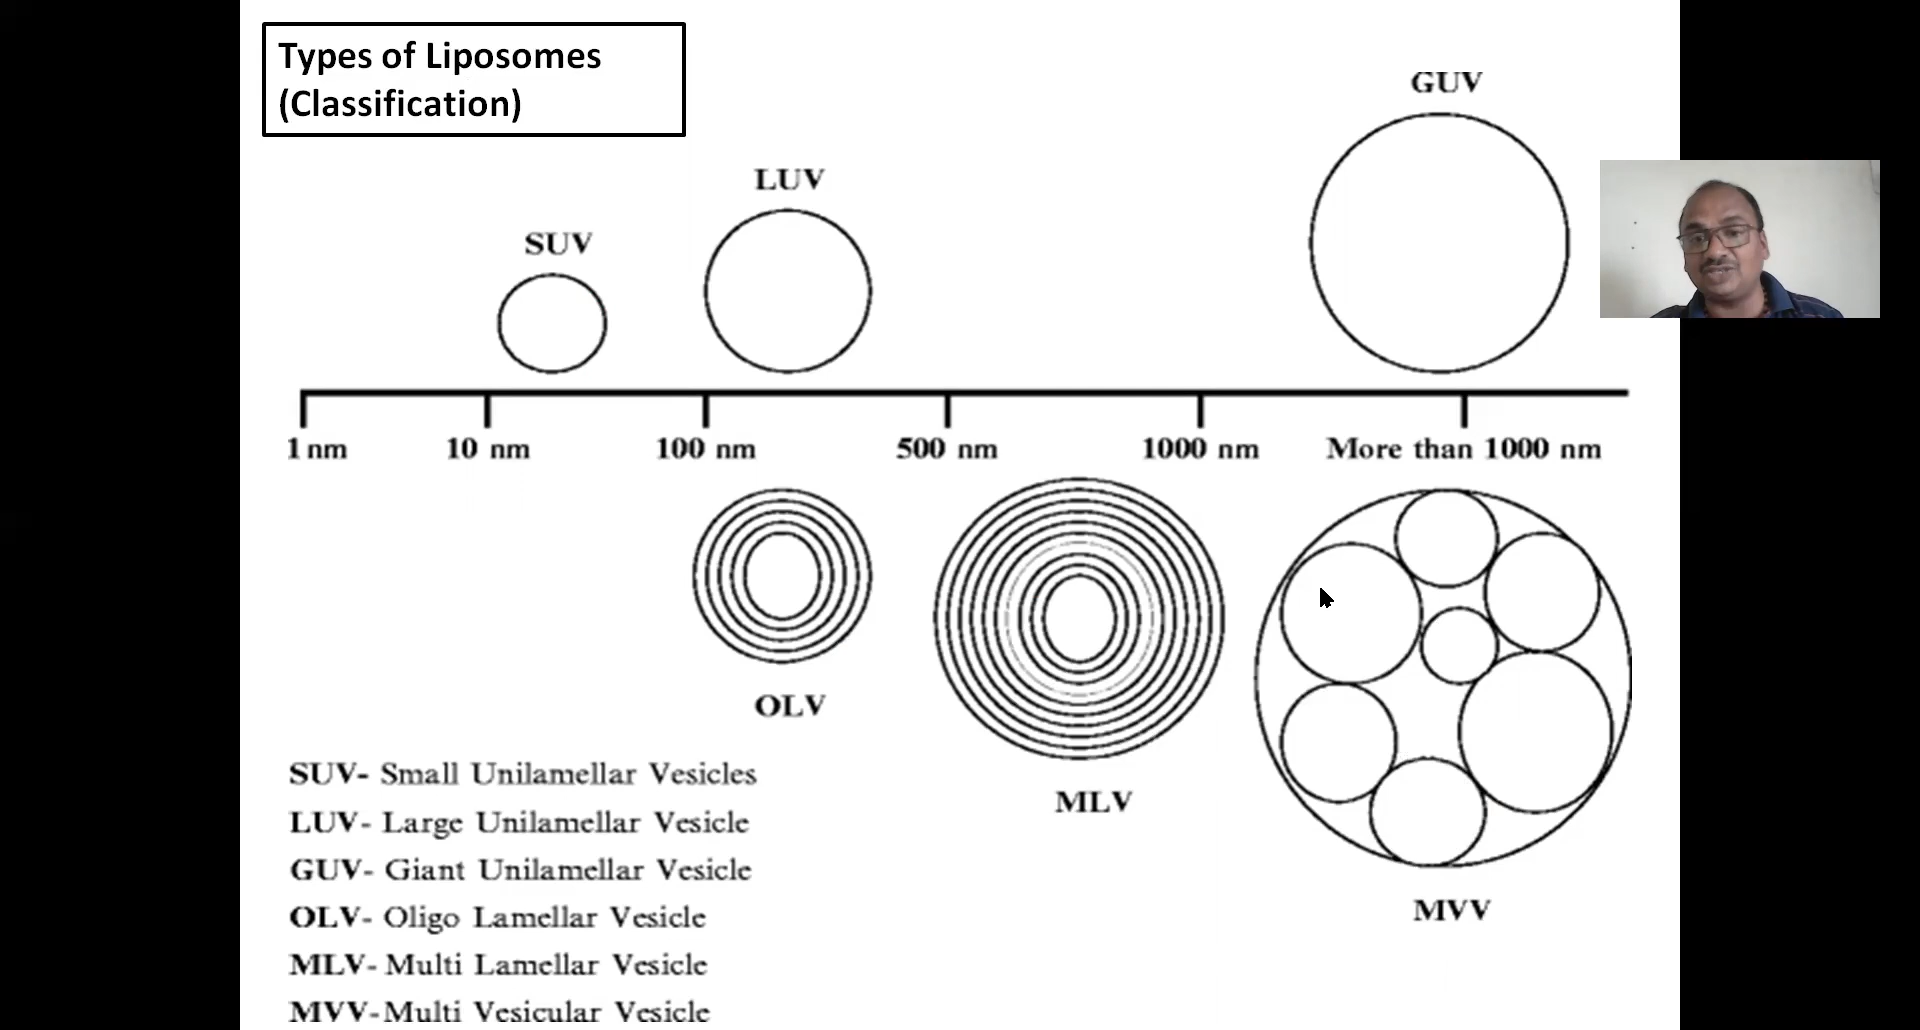 Types of Liposomes
(Classification)
GUV
LUV
SUV
1 nm 10 nm 100 nm 500 nm 1000 nm More than 1000 nm
OLV
MLV
MVV
SUV- Small Unilamellar Vesicles
LUV- Large Unilamellar Vesicle
GUV- Giant Unilamellar Vesicle
OLV- Oligo Lamellar Vesicle
MLV- Multi Lamellar Vesicle
MVV-Multi Vesicular Vesicle